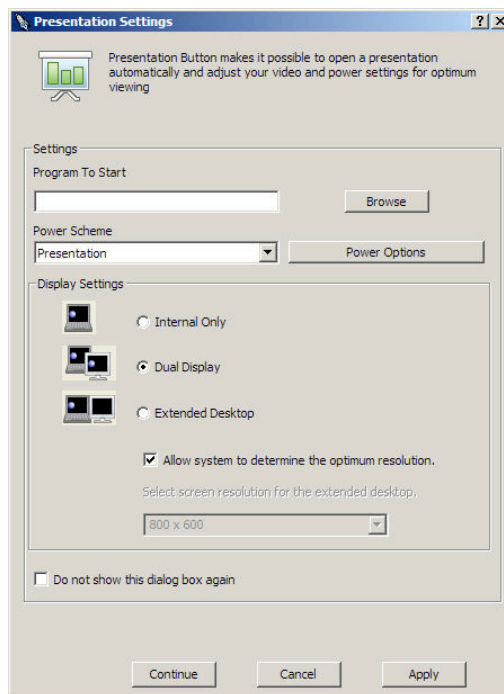 Presentation Settings
Presentation Button makes it possible to open a presentation
automatically and adjust your video and power settings for optimum
viewing
Settings
Program To Start
Browse
Power Scheme
Presentation
Power Options
Display Settings
Internal Only
Dual Display
Extended Desktop
Allow system to determine the optimum resolution.
Select screen resolution for the extended desktop.
800 x 600
Do not show this dialog box again
Continue Cancel Apply